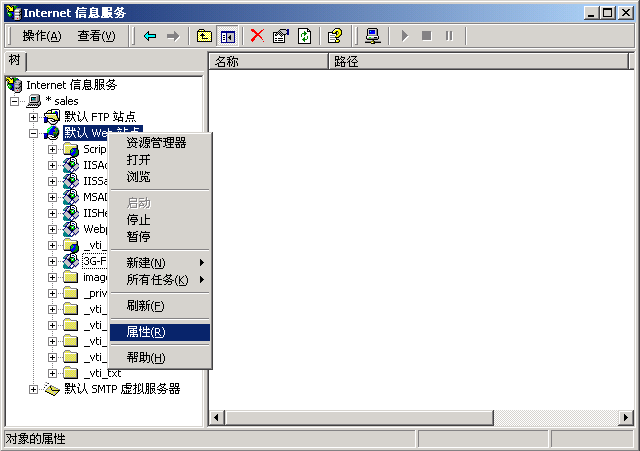 Internet 信息服务
操作(A) 查看(V)
树
名称 路径
Internet 信息服务
* sales
默认 FTP 站点
默认 Web 站点
Scrip
IISAd
IISSa
MSAD
IISHe
Webp
_vti_
3G-F
image
_priv
_vti_
_vti_
_vti_
_vti_
_vti_txt
默认 SMTP 虚拟服务器
资源管理器
打开
浏览
启动
停止
暂停
新建(N)
所有任务(K)
刷新(F)
属性(R)
帮助(H)
对象的属性